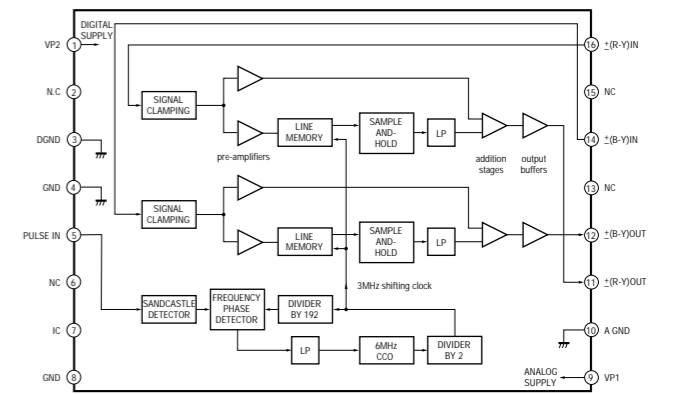 DIGITAL
SUPPLY
VP2 1
N.C 2
DGND 3
GND 4
PULSE IN 5
NC 6
IC 7
GND 8
16 ±(R-Y)IN
15 NC
14 ±(B-Y)IN
13 NC
12 ±(B-Y)OUT
11 ±(R-Y)OUT
10 A GND
9 VP1
ANALOG
SUPPLY
SIGNAL
CLAMPING
pre-amplifiers
LINE
MEMORY
SAMPLE
AND-
HOLD
LP
addition
stages
output
buffers
SIGNAL
CLAMPING
LINE
MEMORY
SAMPLE
AND-
HOLD
LP
3MHz shifting clock
SANDCASTLE
DETECTOR
FREQUENCY
PHASE
DETECTOR
DIVIDER
BY 192
LP
6MHz
CCO
DIVIDER
BY 2